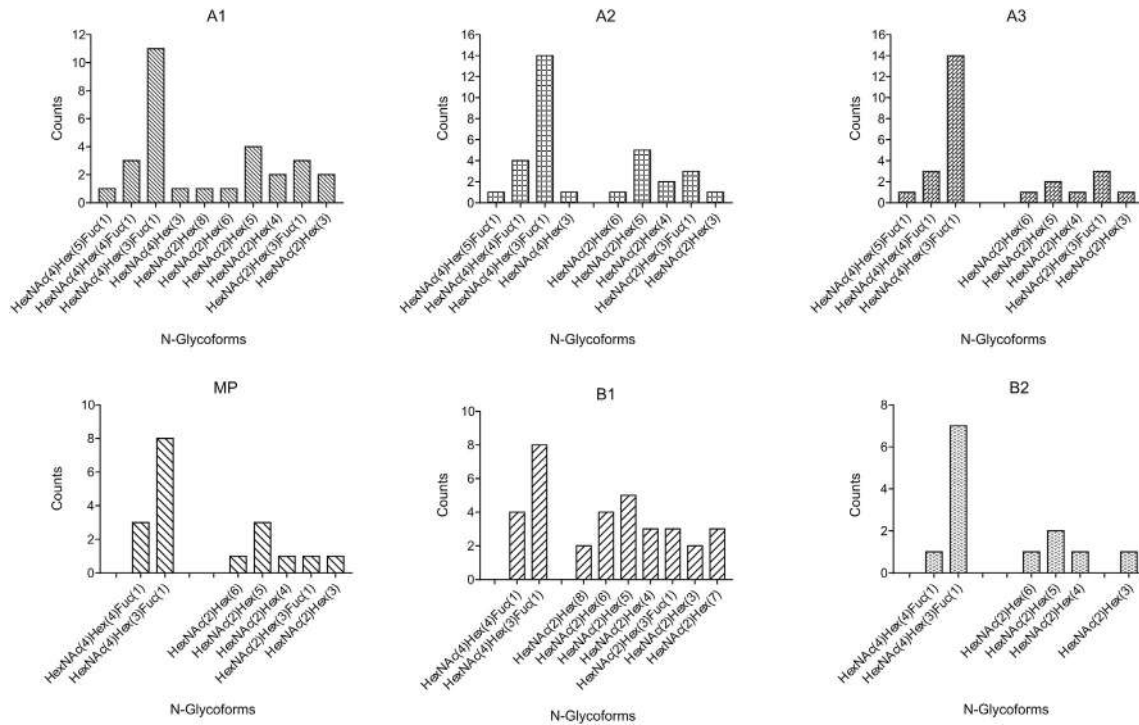 A1
12
10
8
6
4
2
0
Counts
HexNAc(4)Hex(5)Fuc(1)
HexNAc(4)Hex(4)Fuc(1)
HexNAc(4)Hex(3)Fuc(1)
HexNAc(4)Hex(3)
HexNAc(2)Hex(8)
HexNAc(2)Hex(6)
HexNAc(2)Hex(5)
HexNAc(2)Hex(4)
HexNAc(2)Hex(3)Fuc(1)
HexNAc(2)Hex(3)
N-Glycoforms
A2
16
14
12
10
8
6
4
2
0
Counts
HexNAc(4)Hex(5)Fuc(1)
HexNAc(4)Hex(4)Fuc(1)
HexNAc(4)Hex(3)Fuc(1)
HexNAc(4)Hex(3)
HexNAc(2)Hex(6)
HexNAc(2)Hex(5)
HexNAc(2)Hex(4)
HexNAc(2)Hex(3)Fuc(1)
HexNAc(2)Hex(3)
N-Glycoforms
A3
16
14
12
10
8
6
4
2
0
Counts
HexNAc(4)Hex(5)Fuc(1)
HexNAc(4)Hex(4)Fuc(1)
HexNAc(4)Hex(3)Fuc(1)
HexNAc(2)Hex(6)
HexNAc(2)Hex(5)
HexNAc(2)Hex(4)
HexNAc(2)Hex(3)Fuc(1)
HexNAc(2)Hex(3)
N-Glycoforms
MP
10
8
6
4
2
0
Counts
HexNAc(4)Hex(4)Fuc(1)
HexNAc(4)Hex(3)Fuc(1)
HexNAc(2)Hex(6)
HexNAc(2)Hex(5)
HexNAc(2)Hex(4)
HexNAc(2)Hex(3)Fuc(1)
HexNAc(2)Hex(3)
N-Glycoforms
B1
10
8
6
4
2
0
Counts
HexNAc(4)Hex(4)Fuc(1)
HexNAc(4)Hex(3)Fuc(1)
HexNAc(2)Hex(8)
HexNAc(2)Hex(6)
HexNAc(2)Hex(5)
HexNAc(2)Hex(4)
HexNAc(2)Hex(3)Fuc(1)
HexNAc(2)Hex(3)
HexNAc(2)Hex(7)
N-Glycoforms
B2
8
6
4
2
0
Counts
HexNAc(4)Hex(4)Fuc(1)
HexNAc(4)Hex(3)Fuc(1)
HexNAc(2)Hex(6)
HexNAc(2)Hex(5)
HexNAc(2)Hex(4)
HexNAc(2)Hex(3)
N-Glycoforms